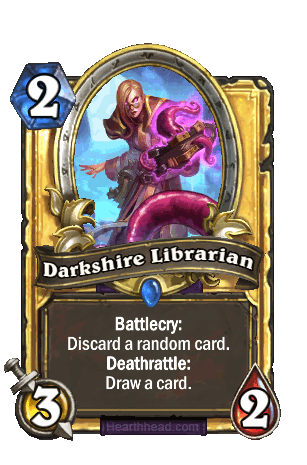 2
Darkshire Librarian
Battlecry:
Discard a random card.
Deathrattle:
Draw a card.
3
2
Hearthhead.com